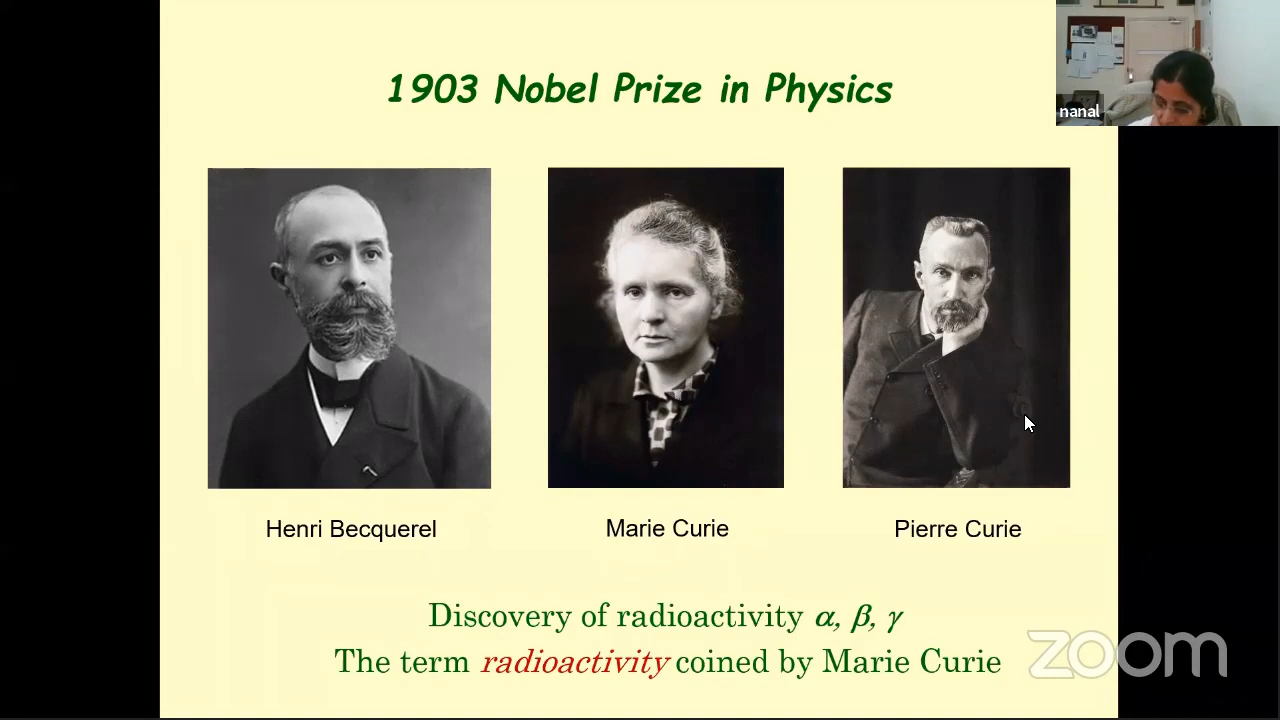 1903 Nobel Prize in Physics
nanal
Henri Becquerel
Marie Curie
Pierre Curie
Discovery of radioactivity α, β, γ
The term radioactivity coined by Marie Curie
zoom